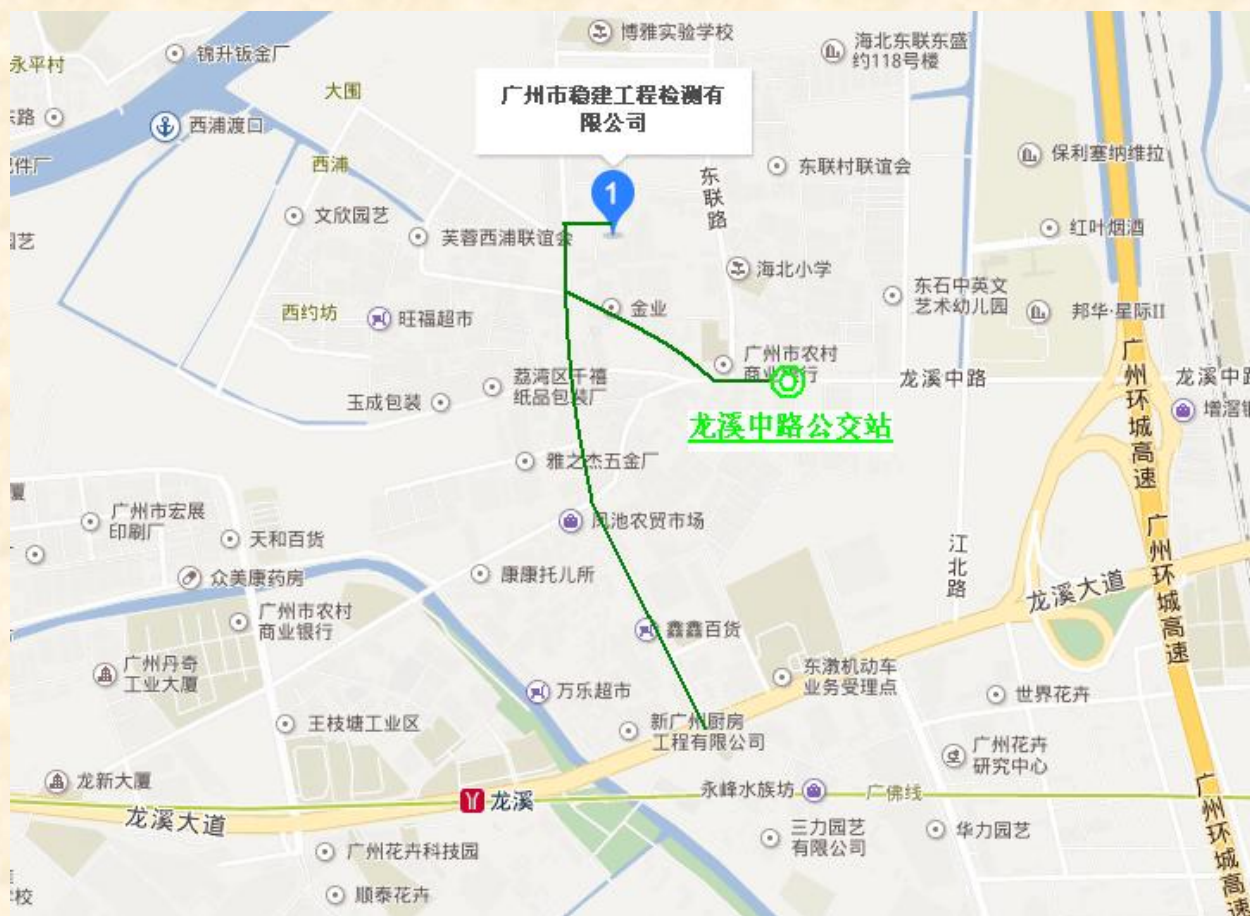 博雅实验学校
海北东联东盛
约118号楼
锦升钣金厂
永平村
大围
广州市稳建工程检测有
限公司
西浦渡口
保利塞纳维拉
西浦
东联村联谊会
东联路
1
文欣园艺
红叶烟酒
芙蓉西浦联谊会
海北小学
东石中英文
艺术幼儿园
西约坊
旺福超市
金业
邦华·星际II
广州市农村
商业银行
广州环城高速
荔湾区千禧
纸品包装厂
龙溪中路
龙溪中路
玉成包装
龙溪中路公交站
雅之杰五金厂
广州市宏展
印刷厂
凤池农贸市场
天和百货
江北路
广州环城高速
众美康药房
康康托儿所
龙溪大道
广州市农村
商业银行
鑫鑫百货
广州丹奇
工业大厦
东漖机动车
业务受理点
万乐超市
世界花卉
王枝塘工业区
新广州厨房
工程有限公司
广州花卉
研究中心
龙新大厦
龙溪
永峰水族坊
广佛线
广州环城高速
龙溪大道
三力园艺
有限公司
华力园艺
广州花卉科技园
顺泰花卉